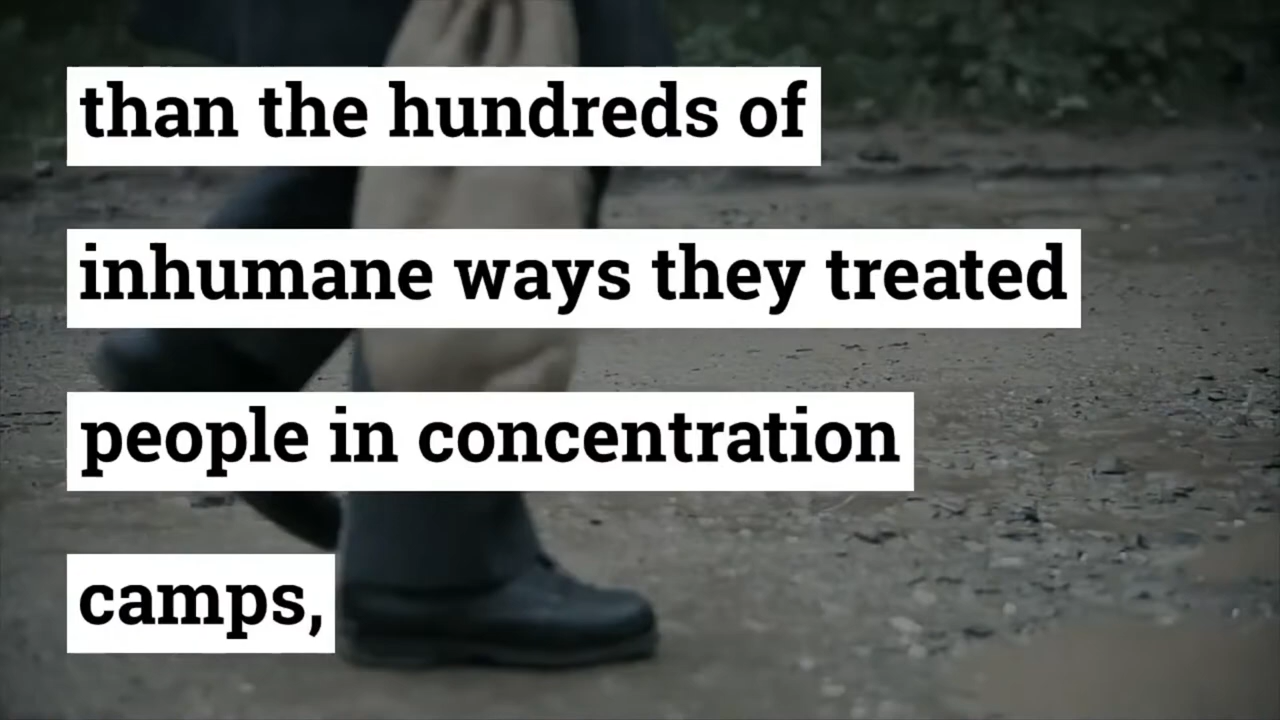 than the hundreds of
inhumane ways they treated
people in concentration
camps,